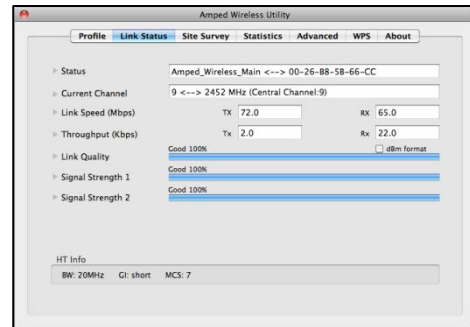 Amped Wireless Utility
Profile Link Status Site Survey Statistics Advanced WPS About
Status Amped_Wireless_Main <--> 00-26-B8-5B-66-CC
Current Channel 9 <--> 2452 MHz (Central Channel:9)
Link Speed (Mbps) TX 72.0 RX 65.0
Throughput (Kbps) Tx 2.0 Rx 22.0
Good 100% dBm format
Link Quality
Good 100%
Signal Strength 1
Good 100%
Signal Strength 2
HT Info
BW: 20MHz GI: short MCS: 7